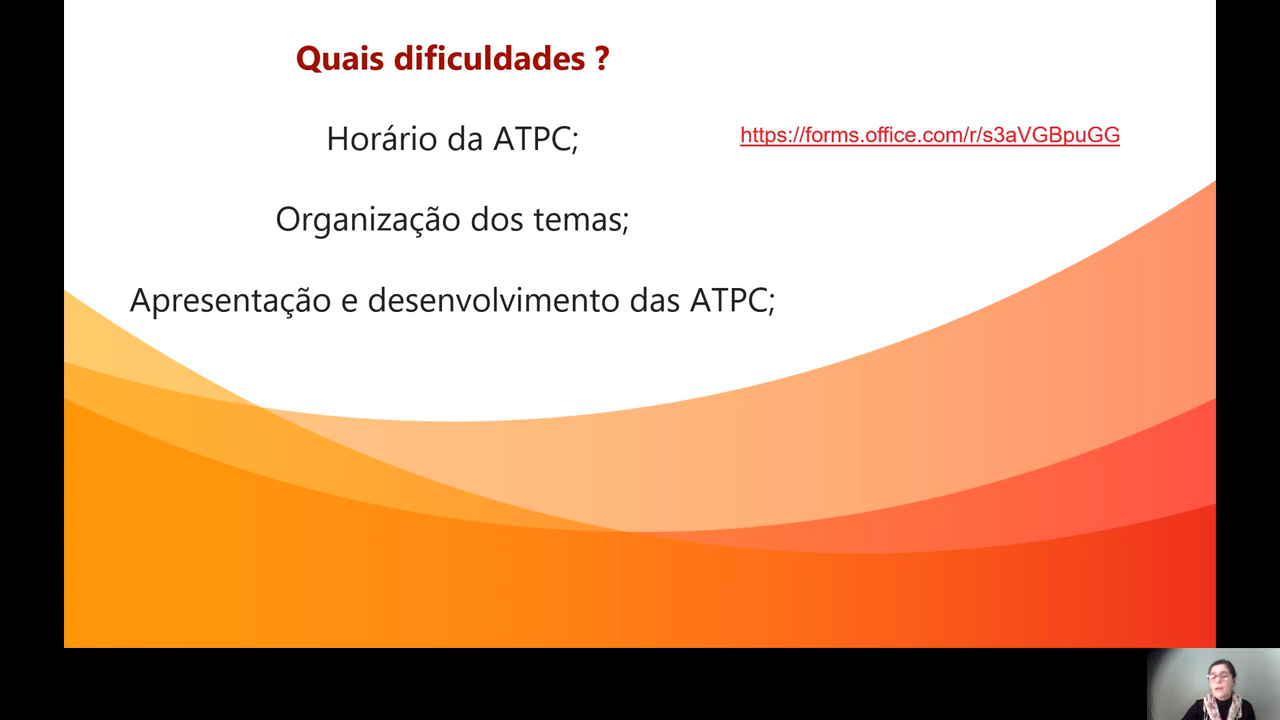 Quais dificuldades ?
Horário da ATPC;
https://forms.office.com/r/s3aVGBpuGG
Organização dos temas;
Apresentação e desenvolvimento das ATPC;